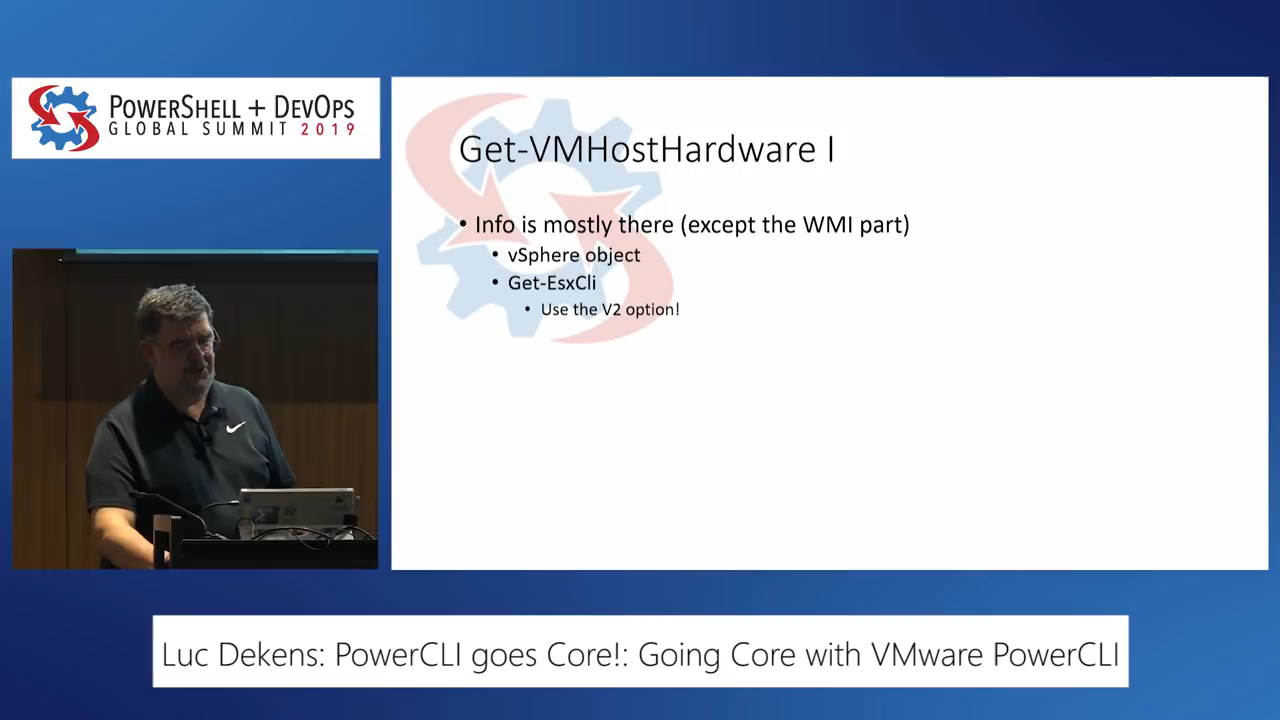 POWERSHELL + DEVOPS
GLOBAL SUMMIT 2019
Get-VMHostHardware I
• Info is mostly there (except the WMI part)
• vSphere object
• Get-EsxCli
• Use the V2 option!
Luc Dekens: PowerCLI goes Core!: Going Core with VMware PowerCLI